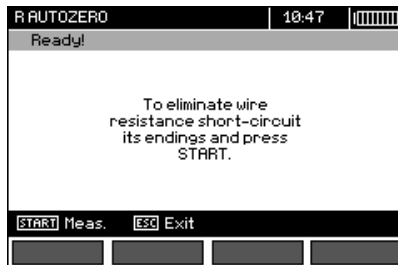 R AUTOZERO 10:47
Ready!
To eliminate wire
resistance short-circuit
its endings and press
START.
START Meas. ESC Exit